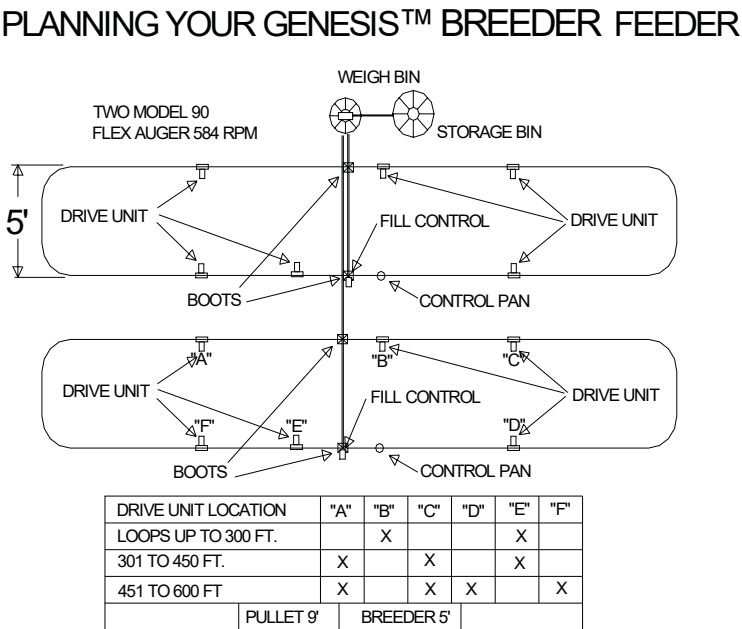 PLANNING YOUR GENESIS™ BREEDER FEEDER
WEIGH BIN
TWO MODEL 90
FLEX AUGER 584 RPM
STORAGE BIN
5'
DRIVE UNIT
FILL CONTROL
DRIVE UNIT
BOOTS
CONTROL PAN
"A"
"B"
"C"
DRIVE UNIT
FILL CONTROL
DRIVE UNIT
"F"
"E"
"D"
BOOTS
CONTROL PAN
DRIVE UNIT LOCATION "A" "B" "C" "D" "E" "F"
LOOPS UP TO 300 FT. X X
301 TO 450 FT. X X X
451 TO 600 FT X X X X
PULLET 9' BREEDER 5'